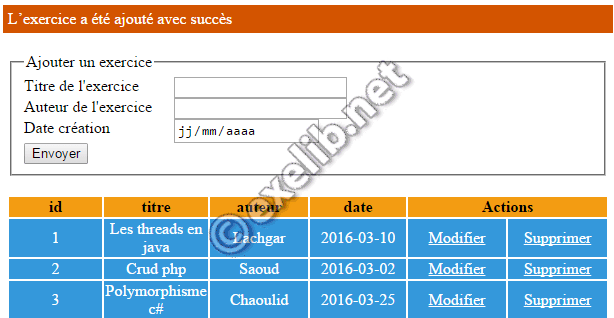 L'exercice a été ajouté avec succès
Ajouter un exercice
Titre de l'exercice
Auteur de l'exercice
Date création jj/mm/aaaa
Envoyer
©exelib.net
id titre auteur date Actions
1 Les threads en java Lachgar 2016-03-10 Modifier Supprimer
2 Crud php Saoud 2016-03-02 Modifier Supprimer
3 Polymorphisme c# Chaoulid 2016-03-25 Modifier Supprimer